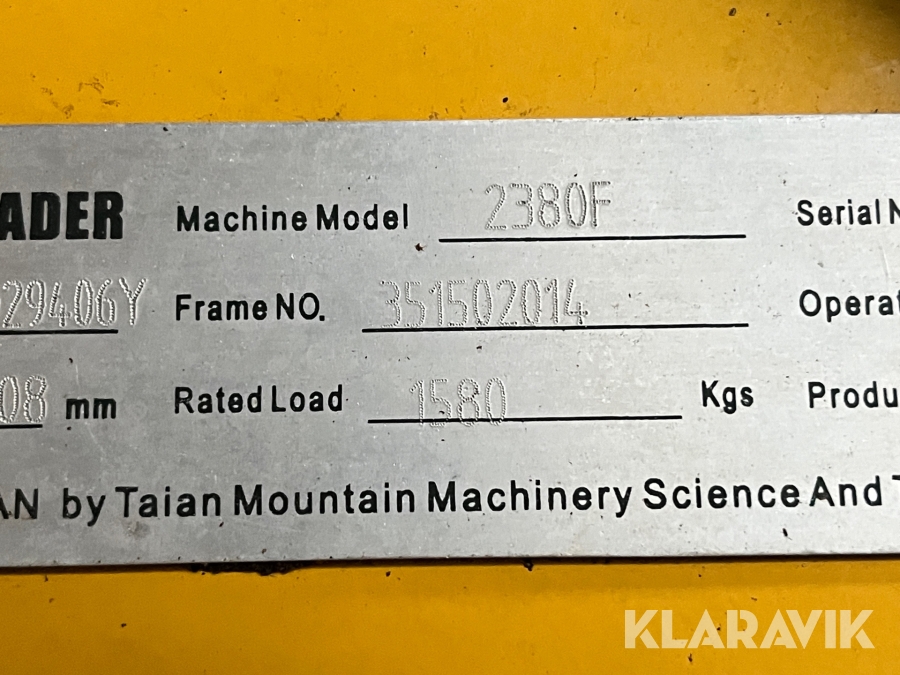 KLARAVIK
ADER Machine Model 2380F Serial N
29406Y Frame NO. 351502014 Operat
08 mm Rated Load 1580 Kgs Produ
AN by Taian Mountain Machinery Science And T
KLARAVIK